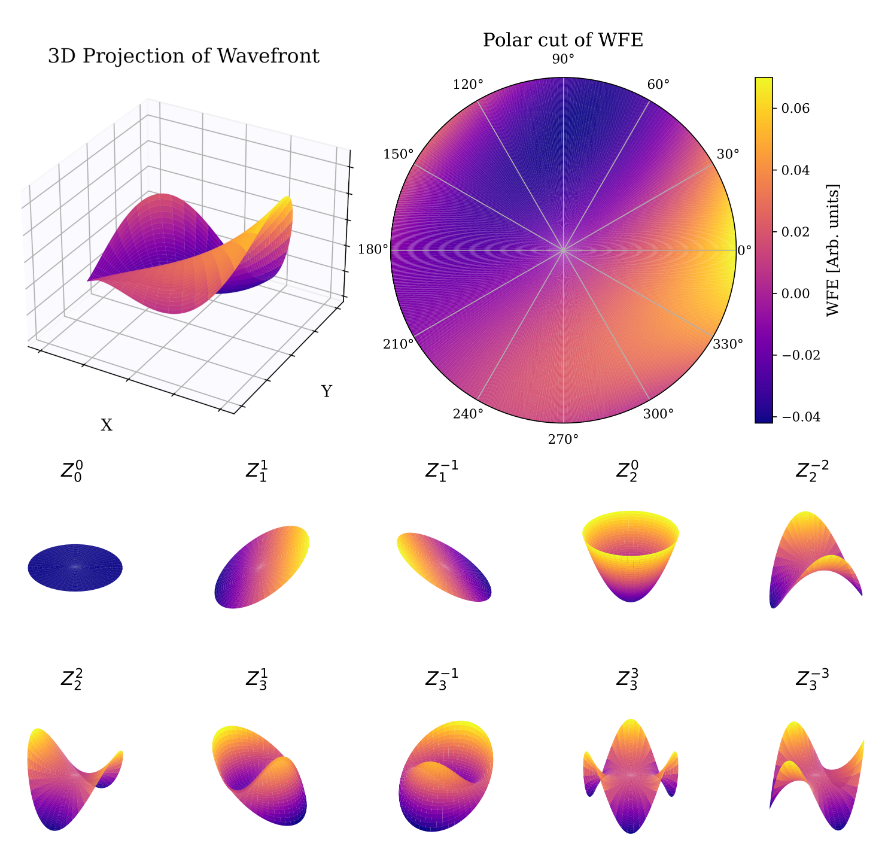 3D Projection of Wavefront
X
Y
Polar cut of WFE
90°
120°
60°
150°
30°
180°
0°
210°
330°
240°
300°
270°
0.06
0.04
0.02
0.00
−0.02
−0.04
WFE [Arb. units]
Z_0^0 Z_1^1 Z_1^{-1} Z_2^0 Z_2^{-2}
Z_2^2 Z_3^1 Z_3^{-1} Z_3^3 Z_3^{-3}